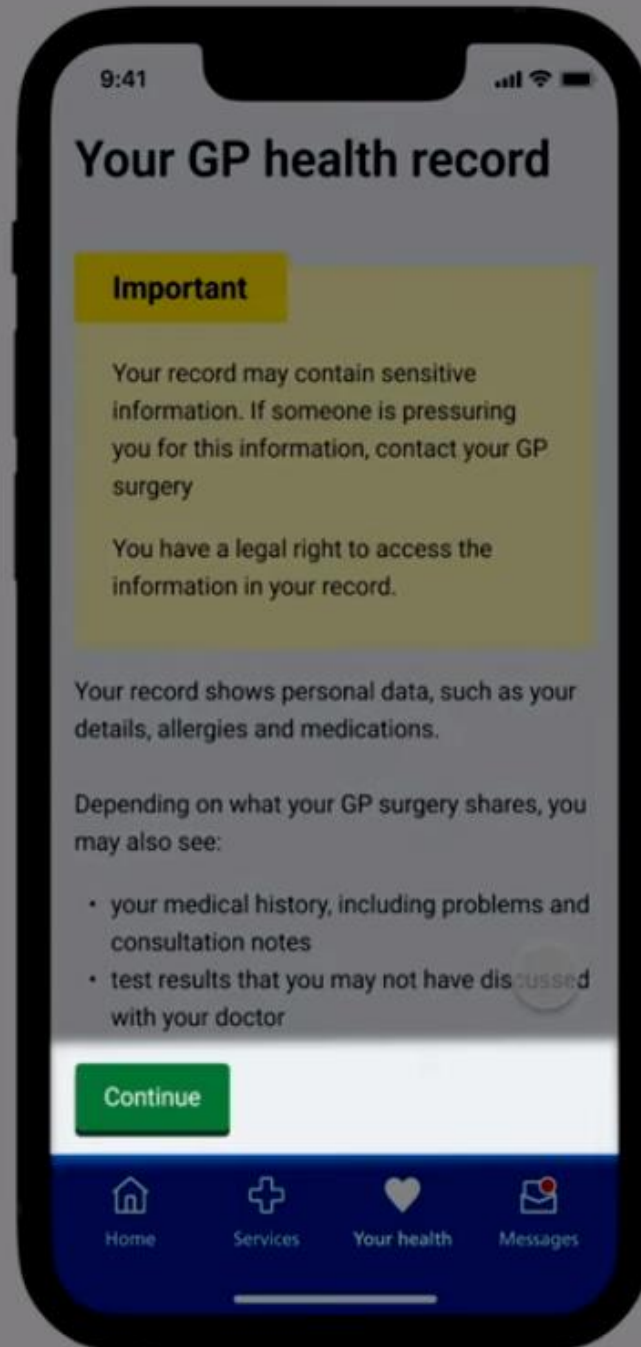 9:41
Your GP health record
Important
Your record may contain sensitive
information. If someone is pressuring
you for this information, contact your GP
surgery
You have a legal right to access the
information in your record.
Your record shows personal data, such as your
details, allergies and medications.
Depending on what your GP surgery shares, you
may also see:
• your medical history, including problems and
consultation notes
• test results that you may not have discussed
with your doctor
Continue
Home Services Your health Messages